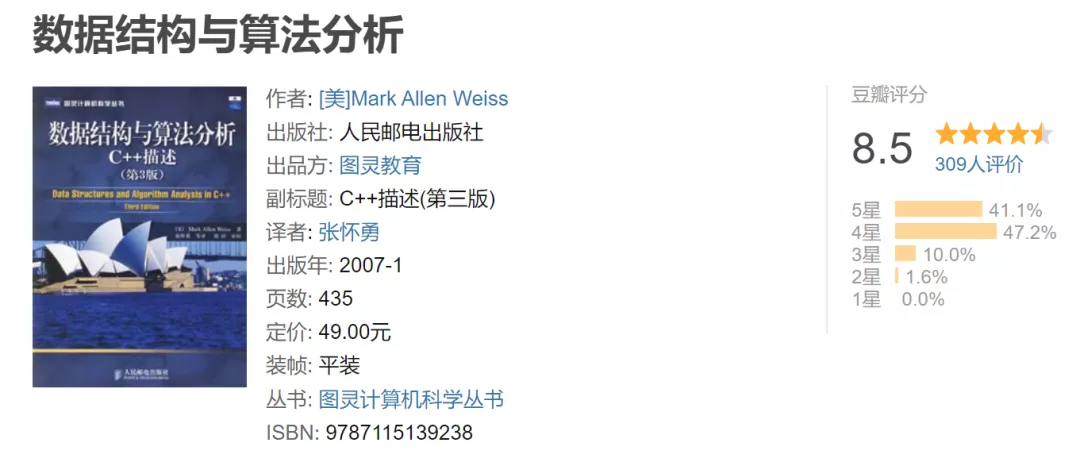 数据结构与算法分析
图灵计算机科学丛书
数据结构与算法分析
C++描述
(第3版)
Data Structures and Algorithm Analysis in C++
Third Edition
[美] Mark Allen Weiss 著
人民邮电出版社
作者: [美]Mark Allen Weiss
出版社: 人民邮电出版社
出品方: 图灵教育
副标题: C++描述(第三版)
译者: 张怀勇
出版年: 2007-1
页数: 435
定价: 49.00元
装帧: 平装
丛书: 图灵计算机科学丛书
ISBN: 9787115139238
豆瓣评分
8.5
309人评价
5星 41.1%
4星 47.2%
3星 10.0%
2星 1.6%
1星 0.0%